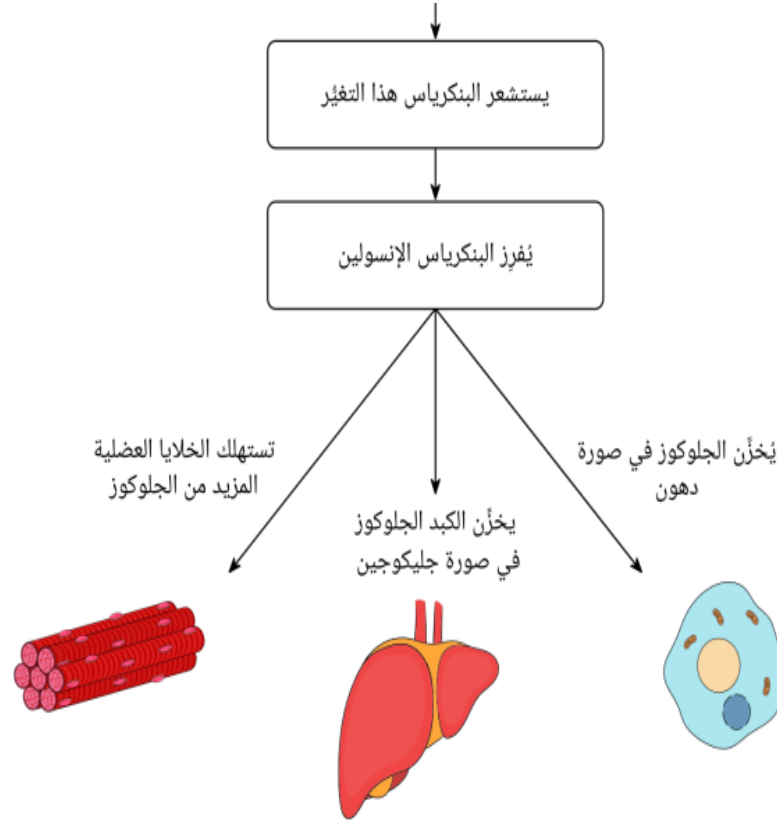 يستشعر البنكرياس هذا التغيُّر
يُفرِز البنكرياس الإنسولين
يُخزَّن الجلوكوز في صورة
دهون
يخزِّن الكبد الجلوكوز
في صورة جليكوجين
تستهلك الخلايا العضلية
المزيد من الجلوكوز